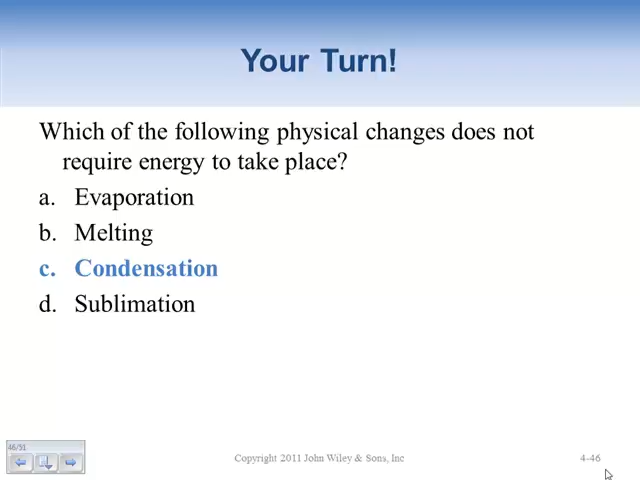 Your Turn!
Which of the following physical changes does not
require energy to take place?
a. Evaporation
b. Melting
c. Condensation
d. Sublimation
46/51
Copyright 2011 John Wiley & Sons, Inc
4-46